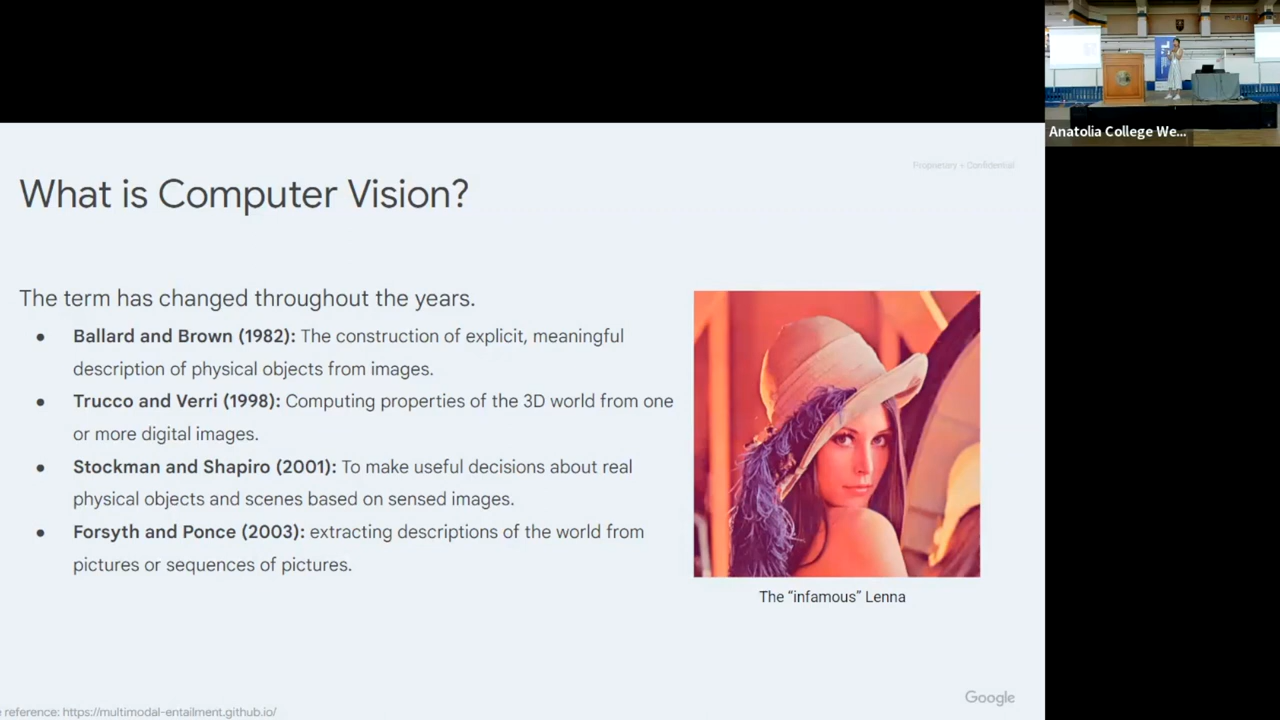 Anatolia College We...
Proprietary + Confidential
What is Computer Vision?
The term has changed throughout the years.
● Ballard and Brown (1982): The construction of explicit, meaningful
description of physical objects from images.
● Trucco and Verri (1998): Computing properties of the 3D world from one
or more digital images.
● Stockman and Shapiro (2001): To make useful decisions about real
physical objects and scenes based on sensed images.
● Forsyth and Ponce (2003): extracting descriptions of the world from
pictures or sequences of pictures.
The “infamous” Lenna
Google
reference: https://multimodal-entailment.github.io/